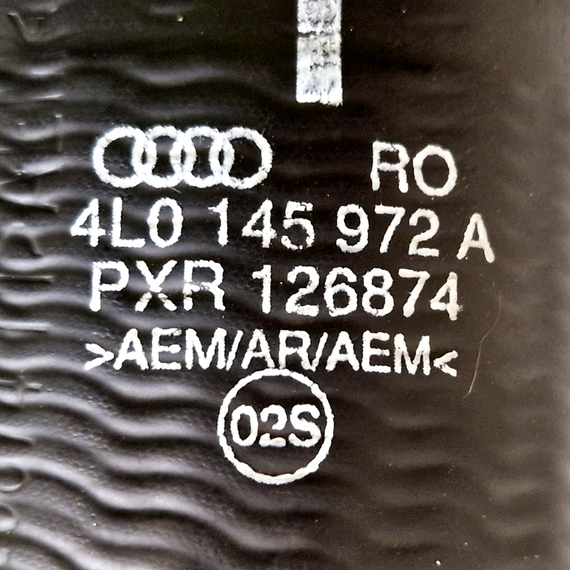 RO
4L0 145 972 A
PXR 126874
>AEM/AR/AEM<
02S